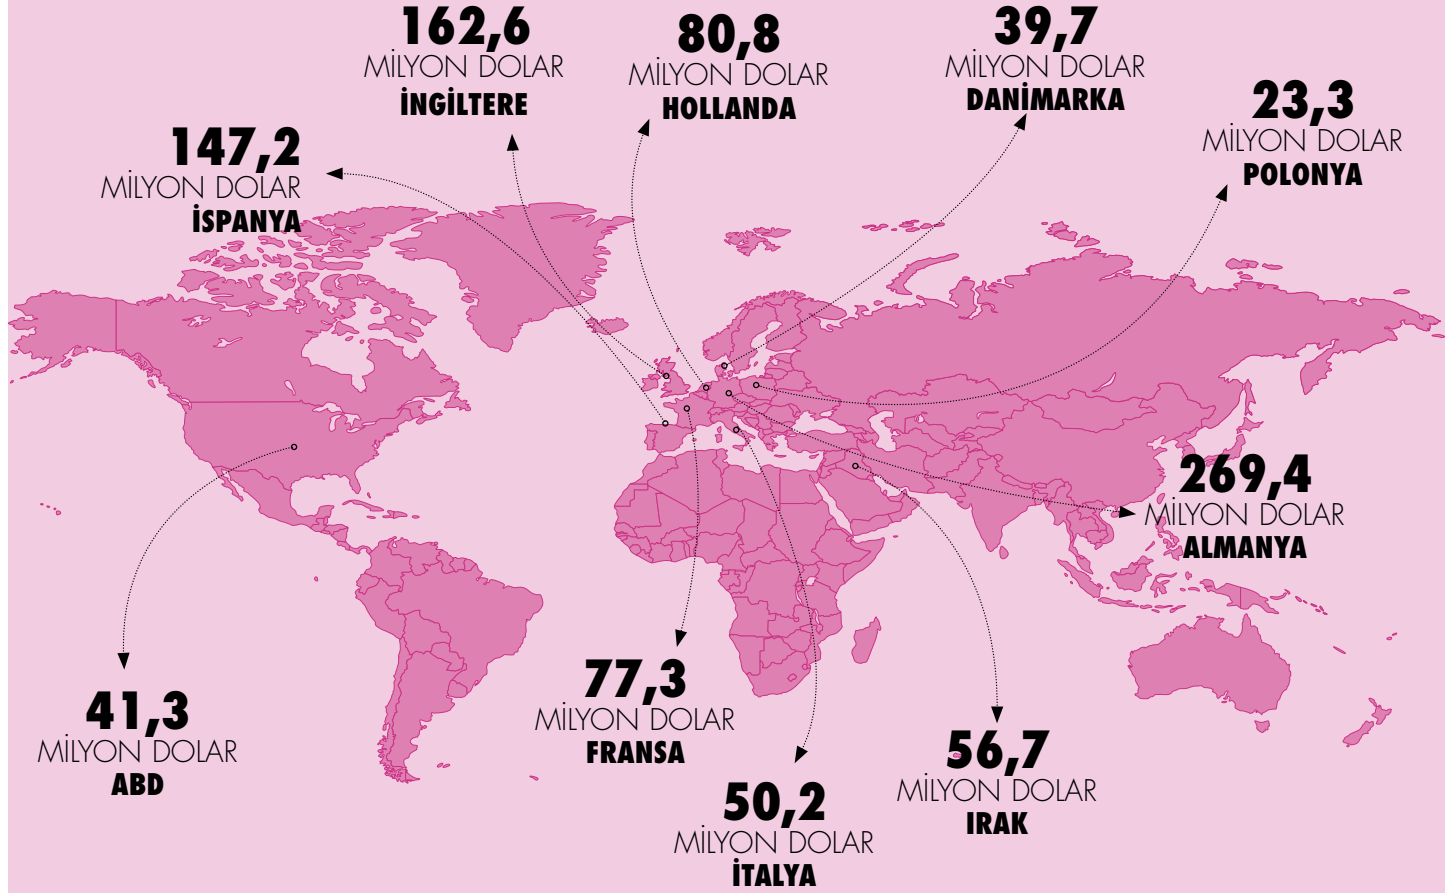 162,6
MİLYON DOLAR
İNGİLTERE
80,8
MİLYON DOLAR
HOLLANDA
39,7
MİLYON DOLAR
DANİMARKA
23,3
MİLYON DOLAR
POLONYA
147,2
MİLYON DOLAR
İSPANYA
269,4
MİLYON DOLAR
ALMANYA
41,3
MİLYON DOLAR
ABD
77,3
MİLYON DOLAR
FRANSA
50,2
MİLYON DOLAR
İTALYA
56,7
MİLYON DOLAR
IRAK